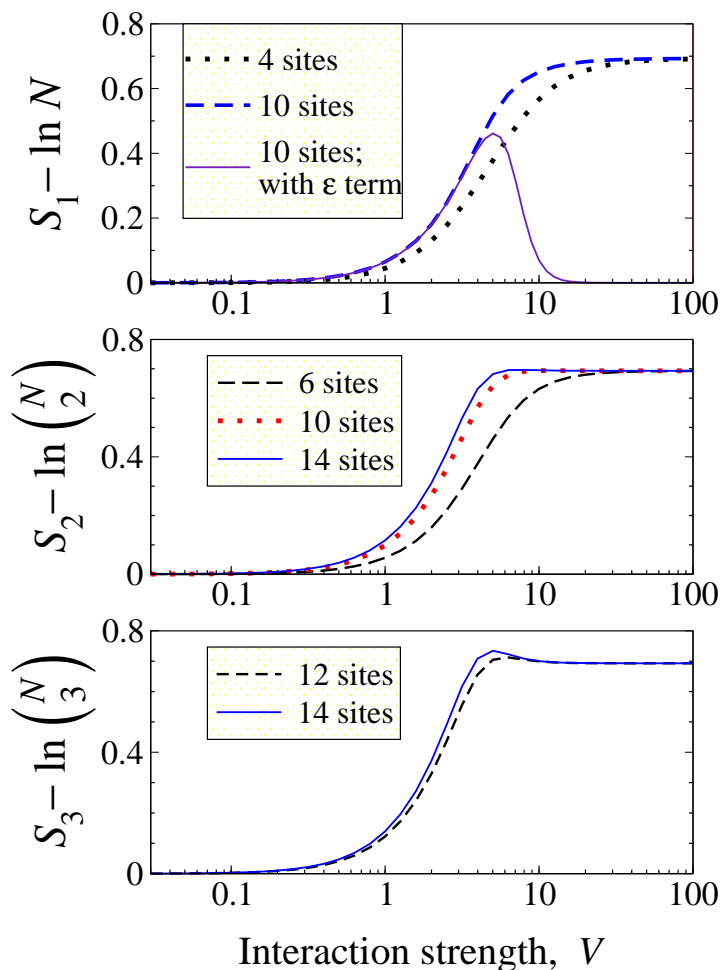 S₁ − ln N
0.8
0.6
0.4
0.2
0
4 sites
10 sites
10 sites;
with ε term
0.1 1 10 100
S₂ − ln (N 2)
0.8
0.4
0
6 sites
10 sites
14 sites
0.1 1 10 100
S₃ − ln (N 3)
0.8
0.4
0
12 sites
14 sites
0.1 1 10 100
Interaction strength, V